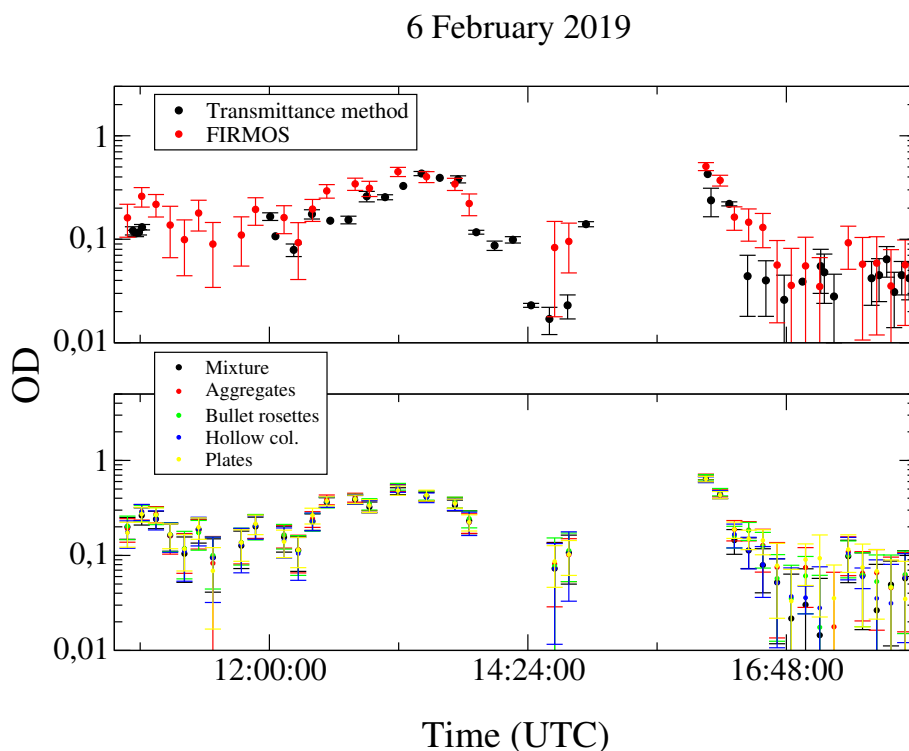 6 February 2019
Transmittance method
FIRMOS
1
0.1
0,01
OD
Mixture
Aggregates
Bullet rosettes
Hollow col.
Plates
1
0.1
0,01
12:00:00 14:24:00 16:48:00
Time (UTC)